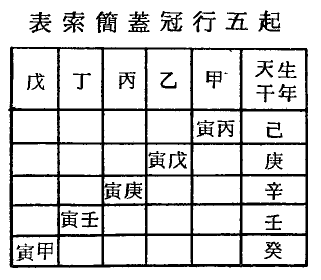 起五行冠蓋簡索表
生年天干 甲 乙 丙 丁 戊
己 丙寅
庚 戊寅
辛 庚寅
壬 壬寅
癸 甲寅